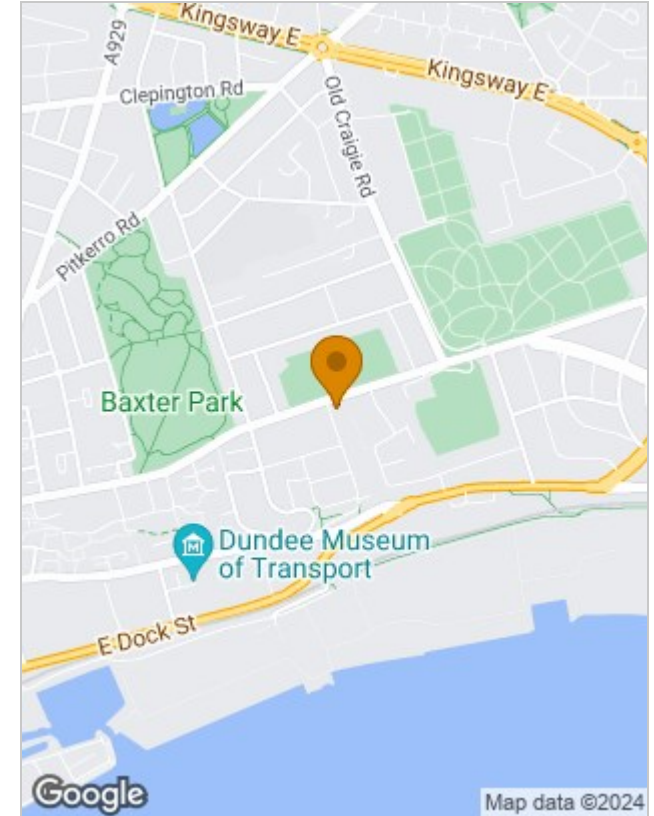 Kingsway E
A929
Kingsway E
Clepington Rd
Old Craigie Rd
Pitkerro Rd
Baxter Park
Dundee Museum
of Transport
E Dock St
Google
Map data ©2024